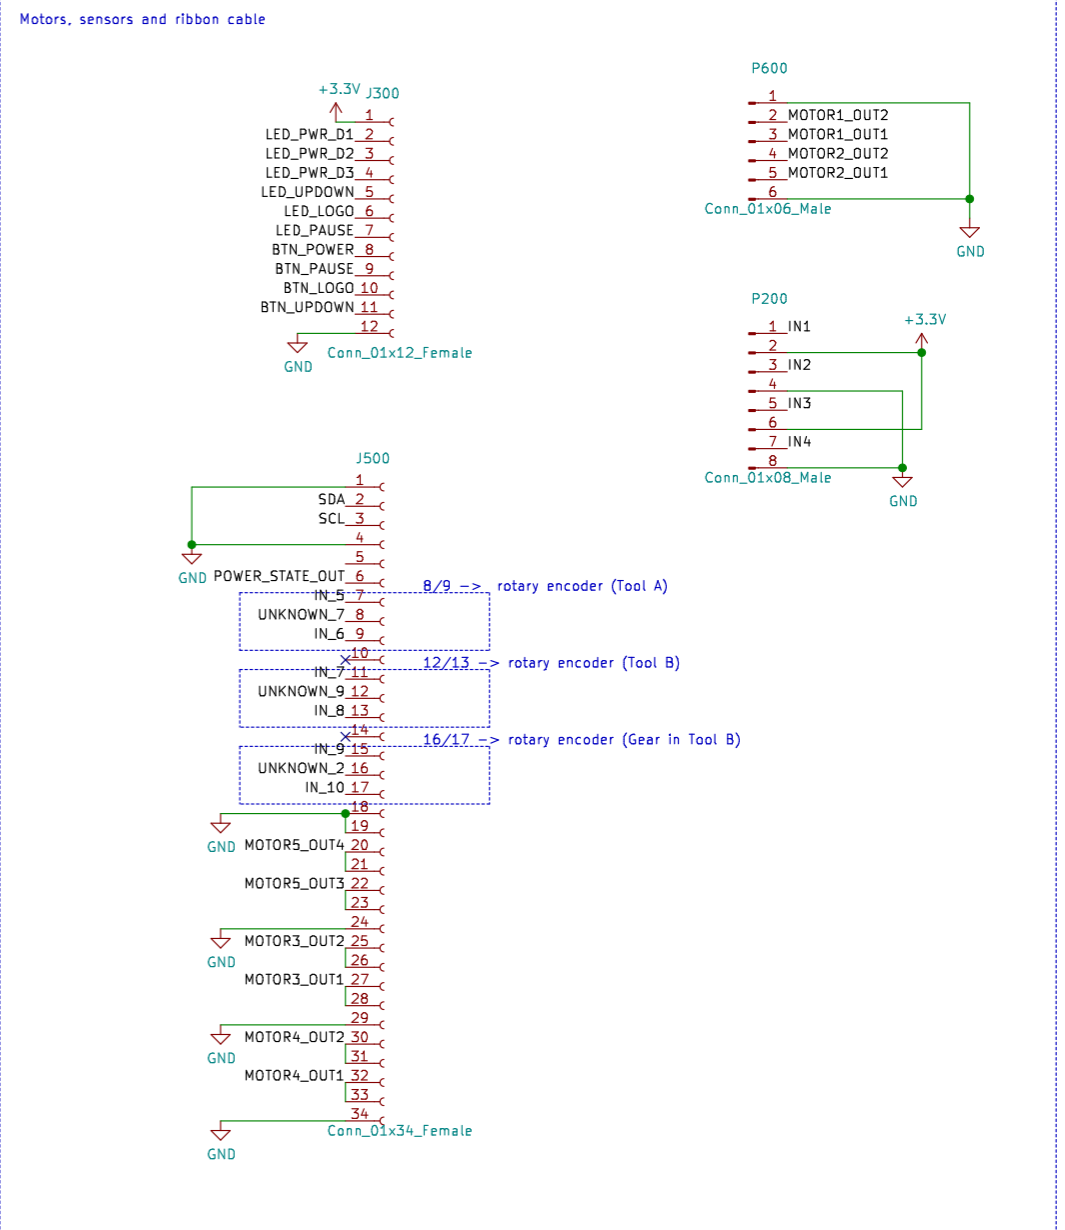 Motors, sensors and ribbon cable
+3.3V J300
1
LED_PWR_D1 2
LED_PWR_D2 3
LED_PWR_D3 4
LED_UPDOWN 5
LED_LOGO 6
LED_PAUSE 7
BTN_POWER 8
BTN_PAUSE 9
BTN_LOGO 10
BTN_UPDOWN 11
12
GND
Conn_01x12_Female
P600
1
2 MOTOR1_OUT2
3 MOTOR1_OUT1
4 MOTOR2_OUT2
5 MOTOR2_OUT1
6
Conn_01x06_Male
GND
P200
+3.3V
1 IN1
2
3 IN2
4
5 IN3
6
7 IN4
8
Conn_01x08_Male
GND
J500
1
SDA 2
SCL 3
4
5
GND
POWER_STATE_OUT 6
8/9 -> rotary encoder (Tool A)
IN_5 7
UNKNOWN_7 8
IN_6 9
10
12/13 -> rotary encoder (Tool B)
IN_7 11
UNKNOWN_9 12
IN_8 13
14
16/17 -> rotary encoder (Gear in Tool B)
IN_9 15
UNKNOWN_2 16
IN_10 17
18
19
GND
MOTOR5_OUT4 20
21
MOTOR5_OUT3 22
23
24
GND
MOTOR3_OUT2 25
26
MOTOR3_OUT1 27
28
29
GND
MOTOR4_OUT2 30
31
MOTOR4_OUT1 32
33
34
Conn_01x34_Female
GND